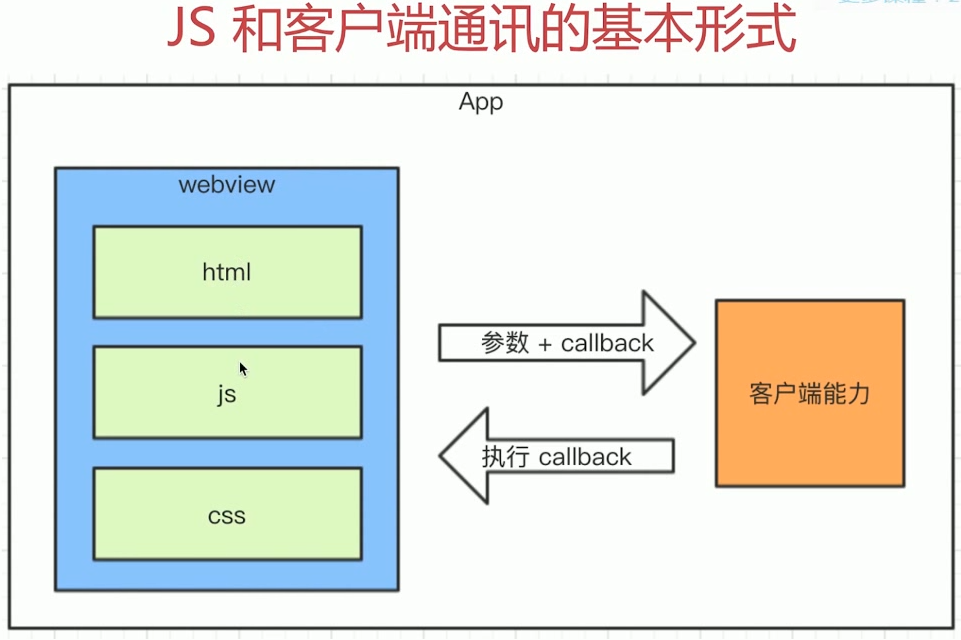 JS 和客户端通讯的基本形式
App
webview
html
js
css
参数 + callback
执行 callback
客户端能力